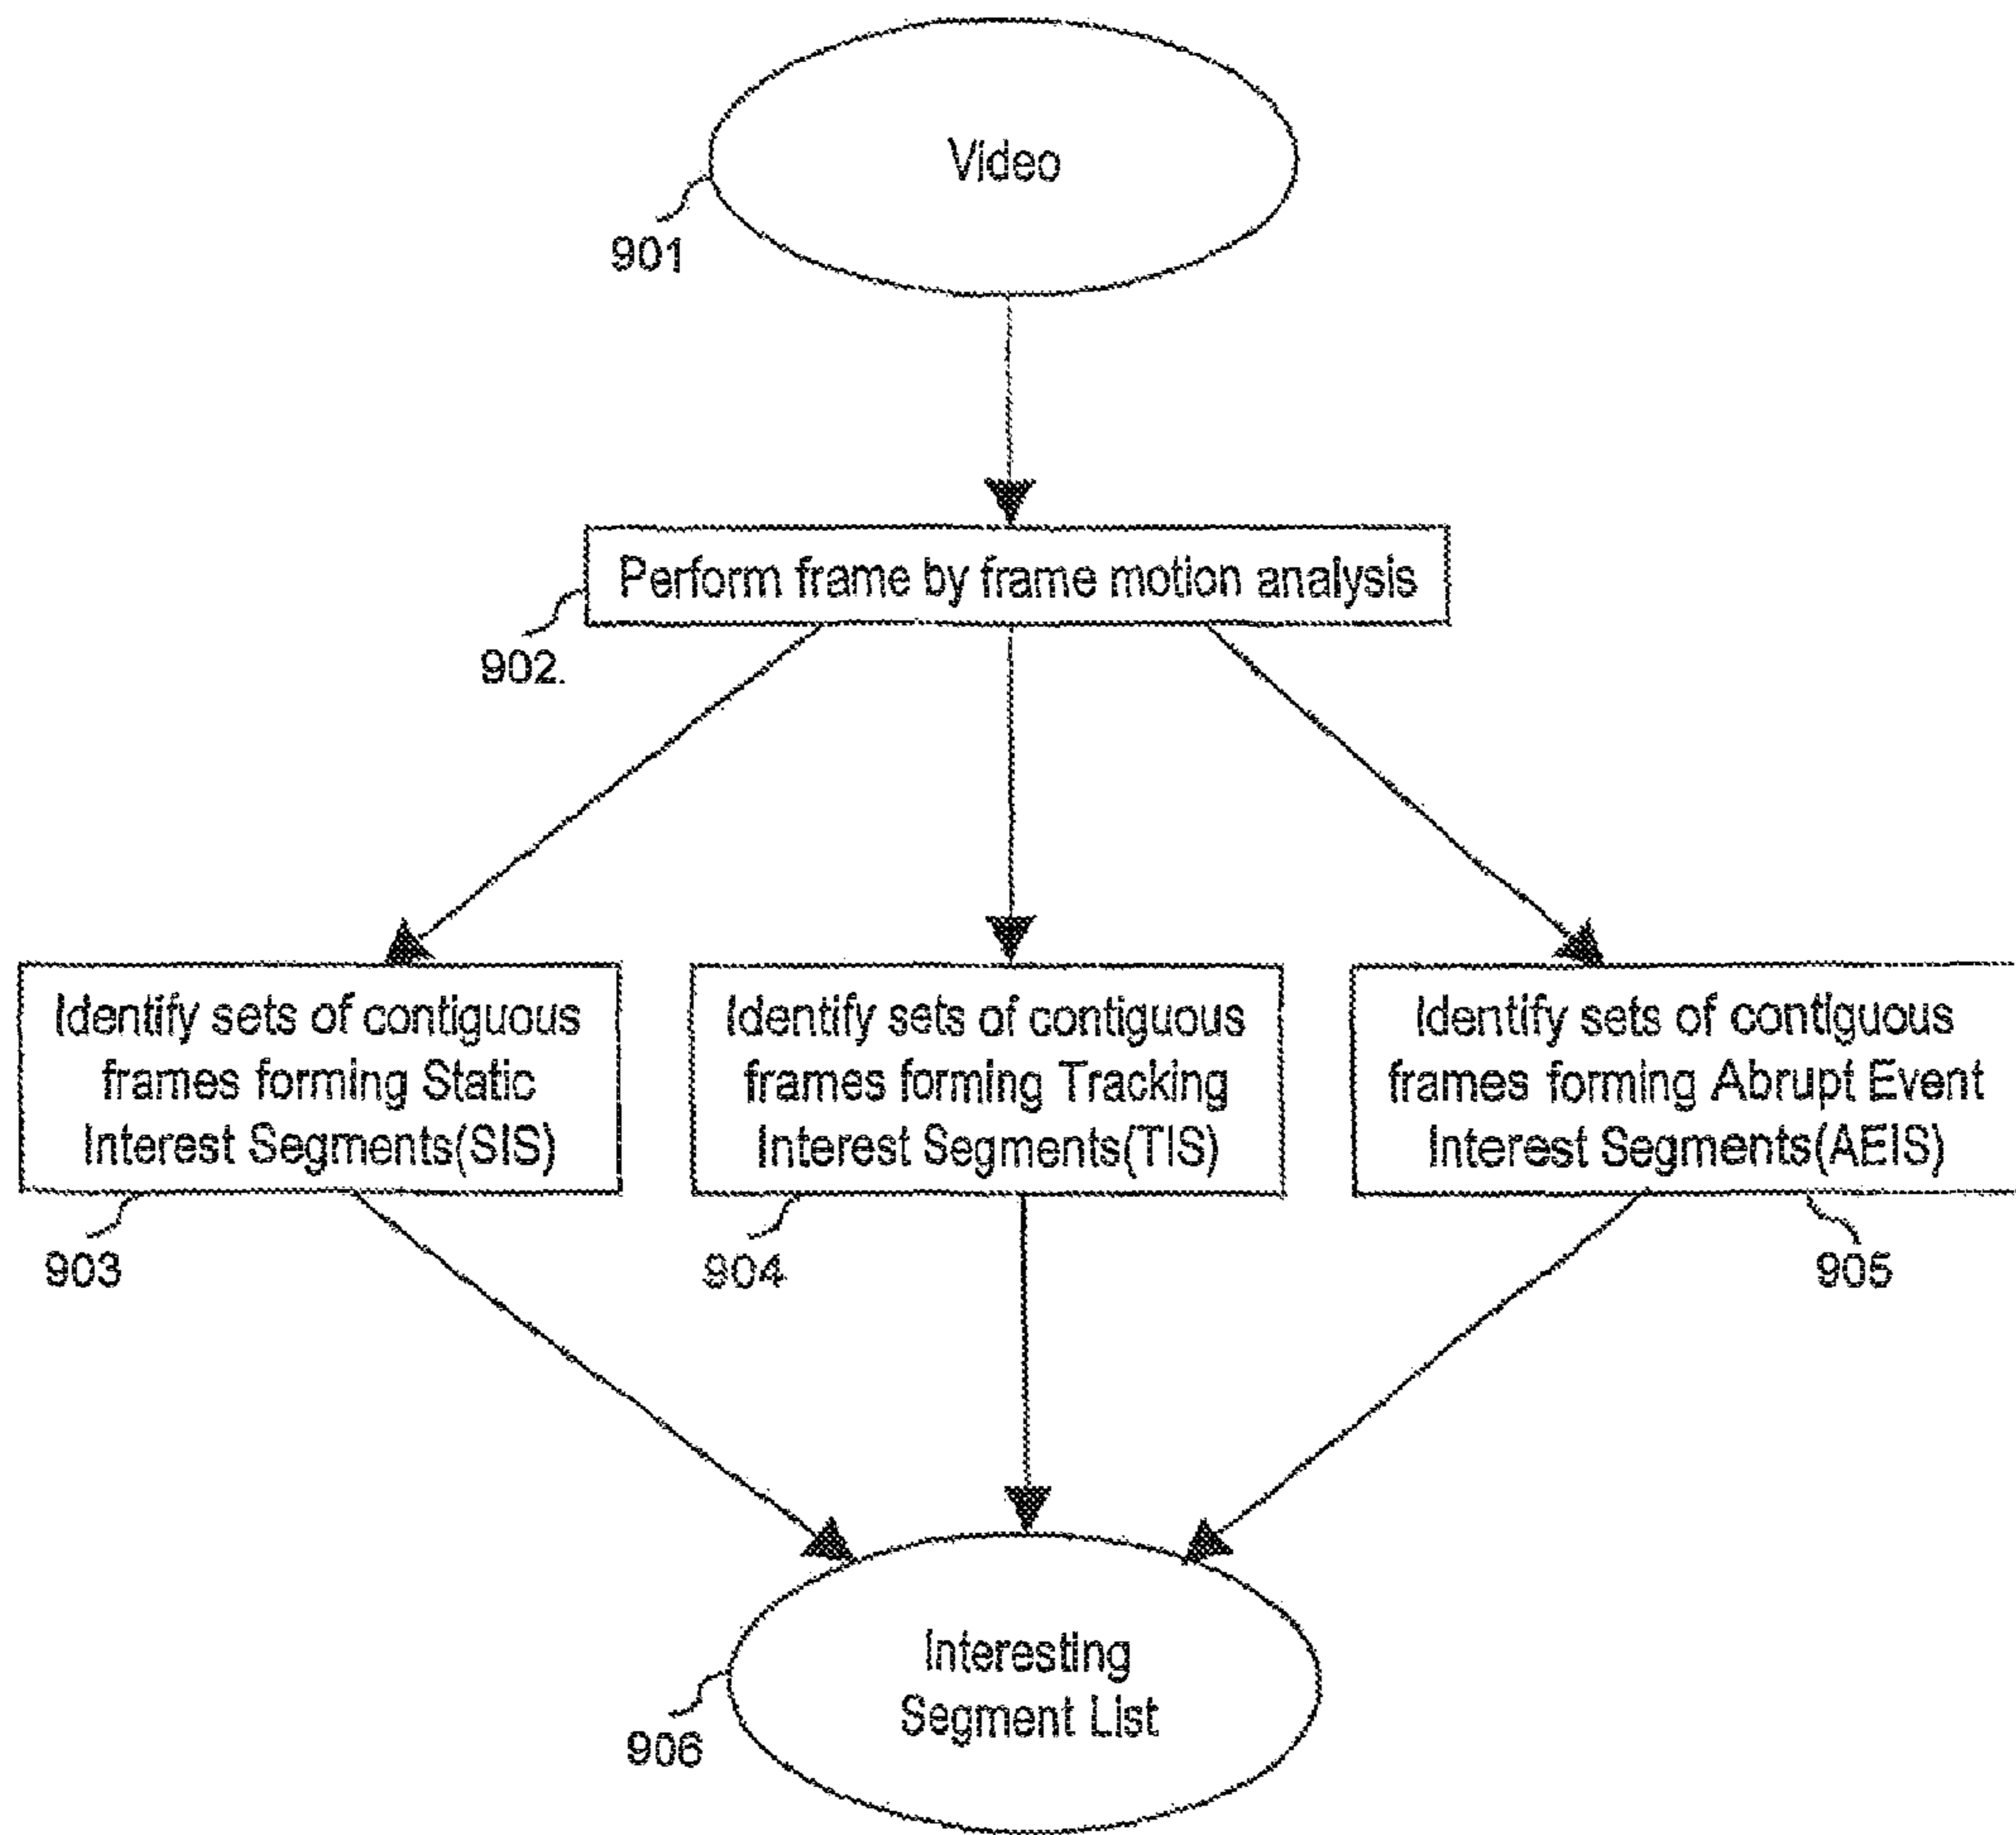 Video
901
Perform frame by frame motion analysis
902.
Identify sets of contiguous
frames forming Static
Interest Segments(SIS)
903
Identify sets of contiguous
frames forming Tracking
Interest Segments(TIS)
904
Identify sets of contiguous
frames forming Abrupt Event
Interest Segments(AEIS)
905
Interesting
Segment List
906